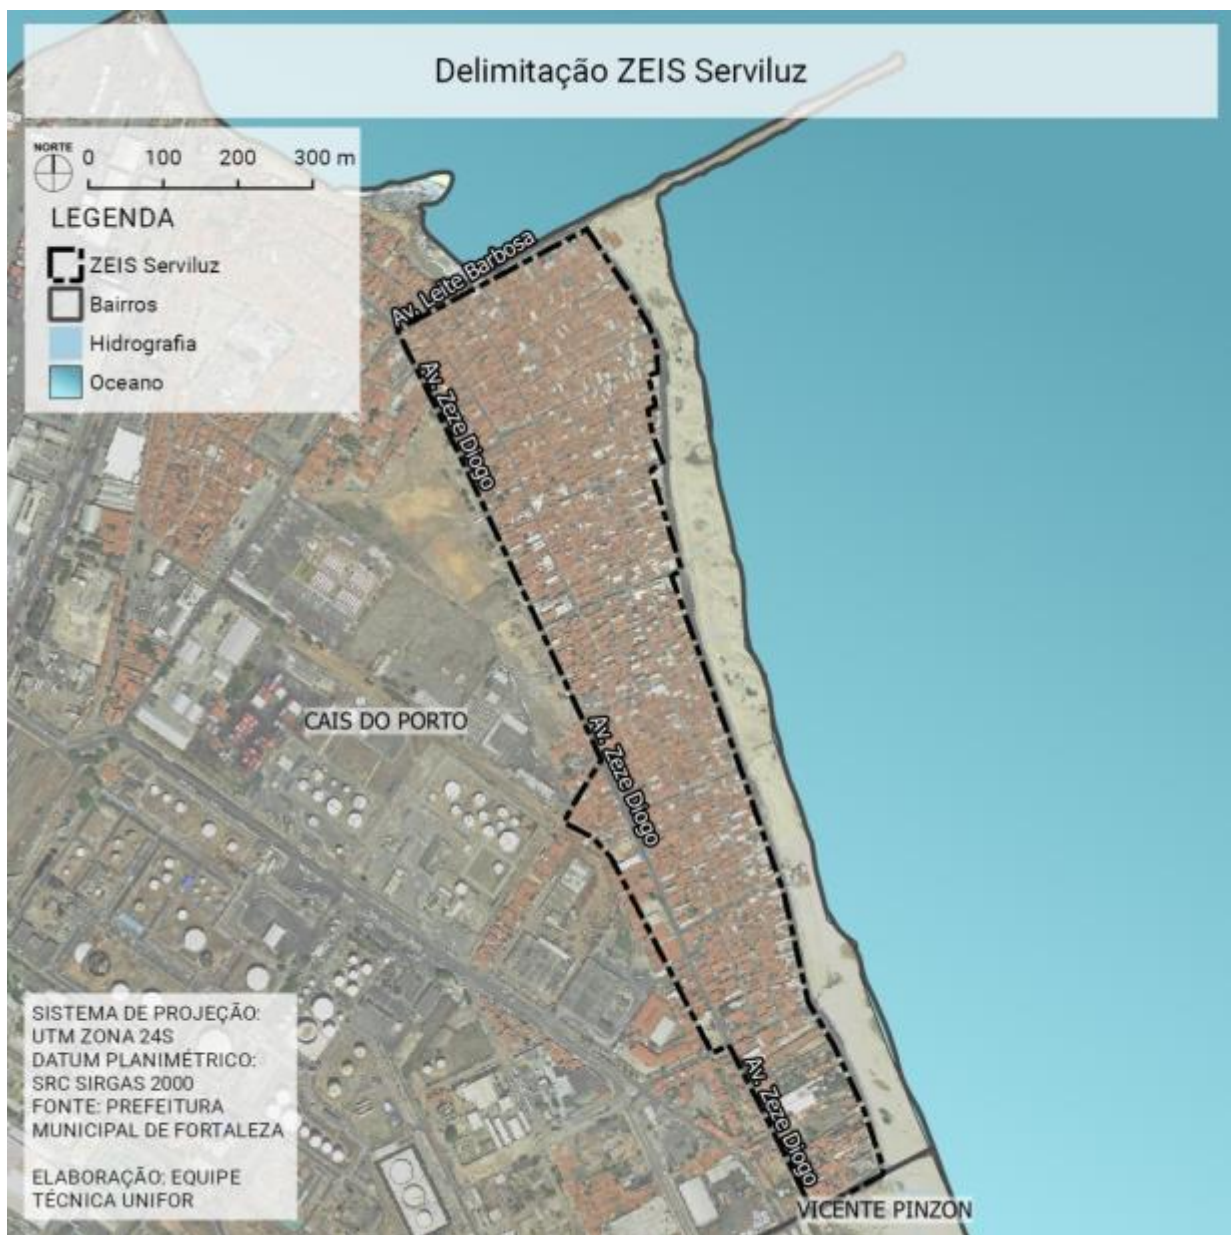 Delimitação ZEIS Serviluz
NORTE
0 100 200 300 m
LEGENDA
ZEIS Serviluz
Bairros
Hidrografia
Oceano
Av. Leite Barbosa
Av. Zeze Diogo
CAIS DO PORTO
Av. Zeze Diogo
SISTEMA DE PROJEÇÃO:
UTM ZONA 24S
DATUM PLANIMÉTRICO:
SRC SIRGAS 2000
FONTE: PREFEITURA
MUNICIPAL DE FORTALEZA
ELABORAÇÃO: EQUIPE
TÉCNICA UNIFOR
Av. Zeze Diogo
VICENTE PINZON